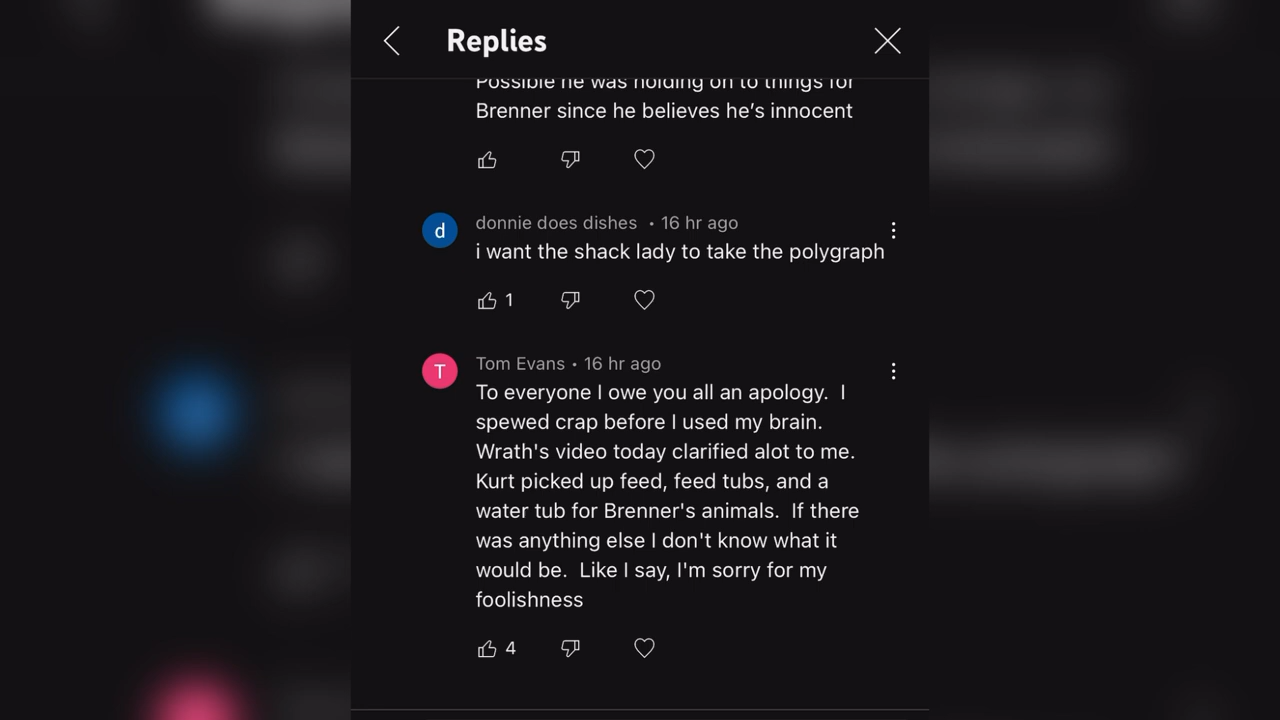 Replies
Possible he was holding on to things for
Brenner since he believes he’s innocent
d
donnie does dishes • 16 hr ago
i want the shack lady to take the polygraph
1
T
Tom Evans • 16 hr ago
To everyone I owe you all an apology.  I
spewed crap before I used my brain.
Wrath's video today clarified alot to me.
Kurt picked up feed, feed tubs, and a
water tub for Brenner's animals.  If there
was anything else I don't know what it
would be.  Like I say, I'm sorry for my
foolishness
4